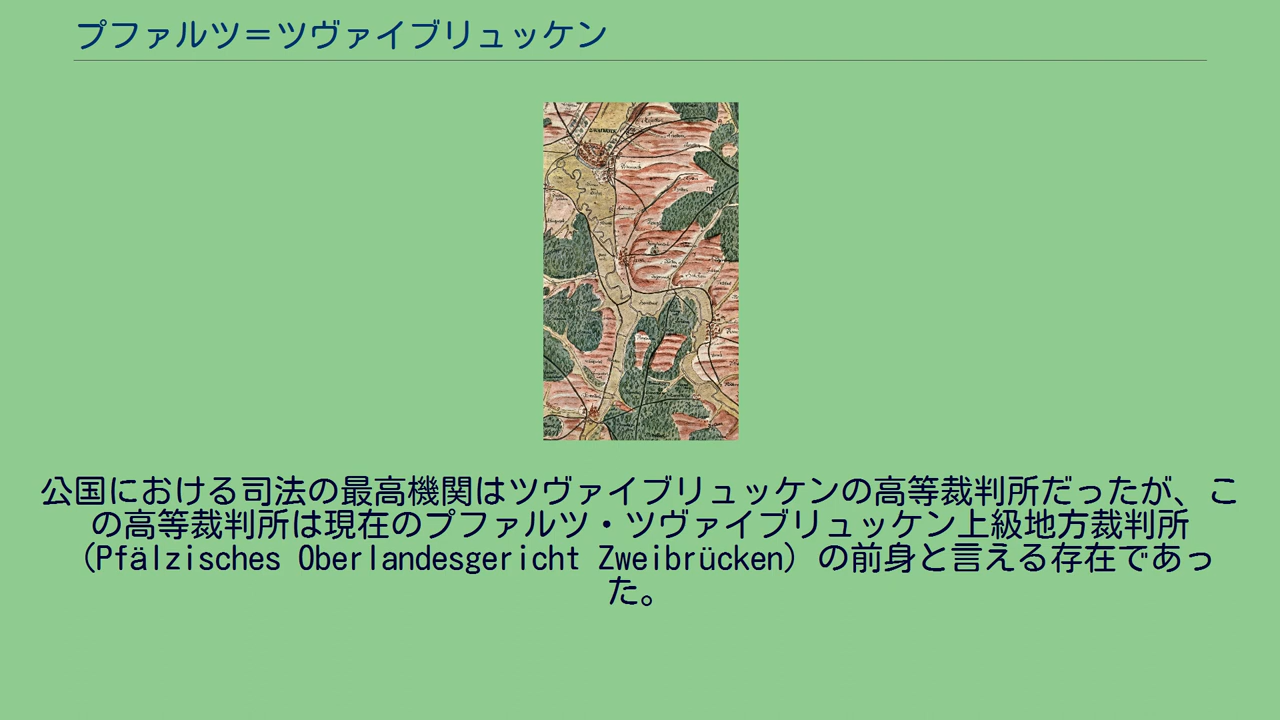 プファルツ＝ツヴァイブリュッケン
公国における司法の最高機関はツヴァイブリュッケンの高等裁判所だったが、こ
の高等裁判所は現在のプファルツ・ツヴァイブリュッケン上級地方裁判所
（Pfälzisches Oberlandesgericht Zweibrücken）の前身と言える存在であっ
た。